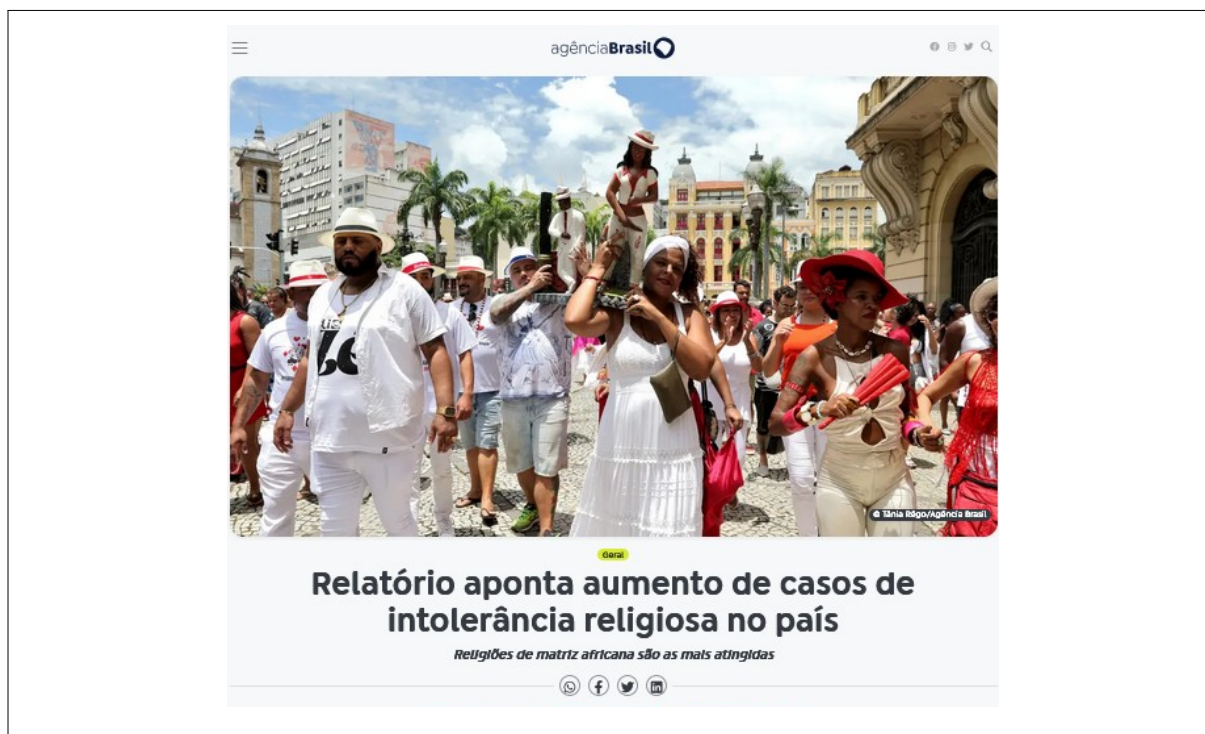 agênciaBrasil
© Tânia Rêgo/Agência Brasil
Geral
Relatório aponta aumento de casos de
intolerância religiosa no país
Religiões de matriz africana são as mais atingidas